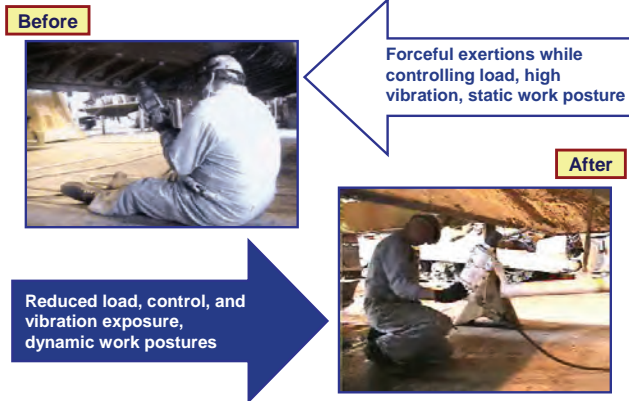 Before
Forceful exertions while
controlling load, high
vibration, static work posture
After
Reduced load, control, and
vibration exposure,
dynamic work postures